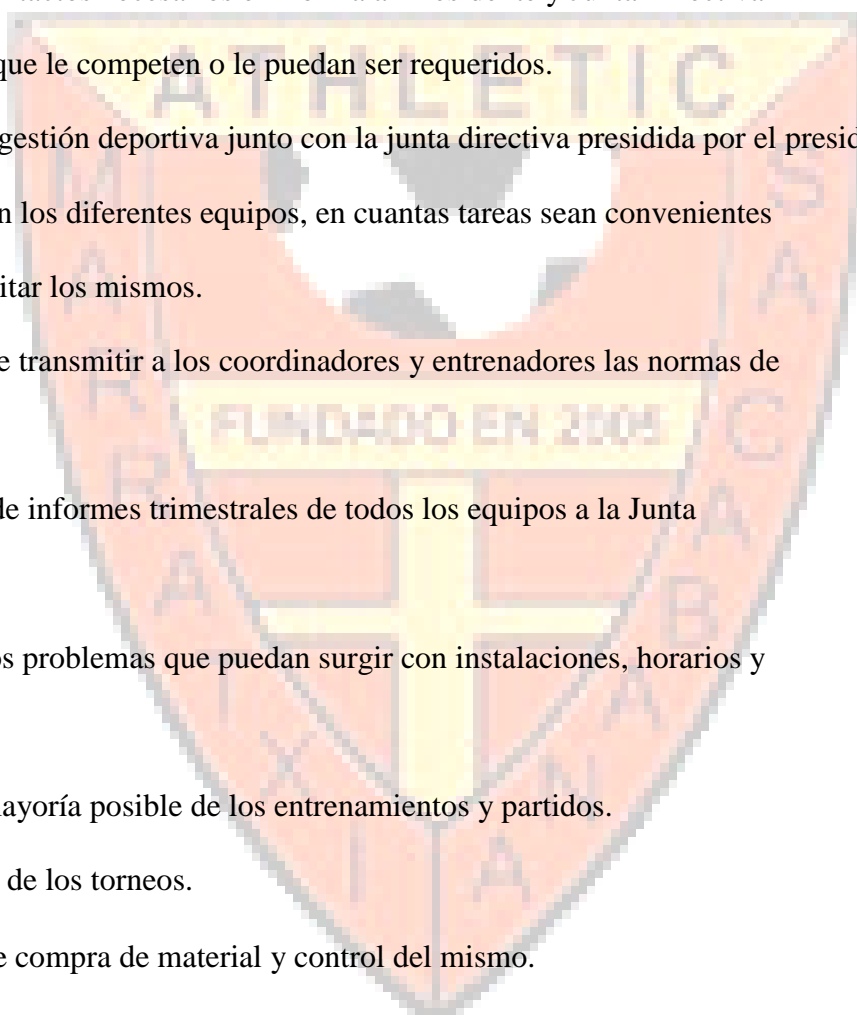 que le competen o le puedan ser requeridos.
gestión deportiva junto con la junta directiva presidida por el presid
n los diferentes equipos, en cuantas tareas sean convenientes
itar los mismos.
e transmitir a los coordinadores y entrenadores las normas de
de informes trimestrales de todos los equipos a la Junta
os problemas que puedan surgir con instalaciones, horarios y
ayoría posible de los entrenamientos y partidos.
de los torneos.
e compra de material y control del mismo.
ATHLETIC
MARRATXI
SACABANA
FUNDADO EN